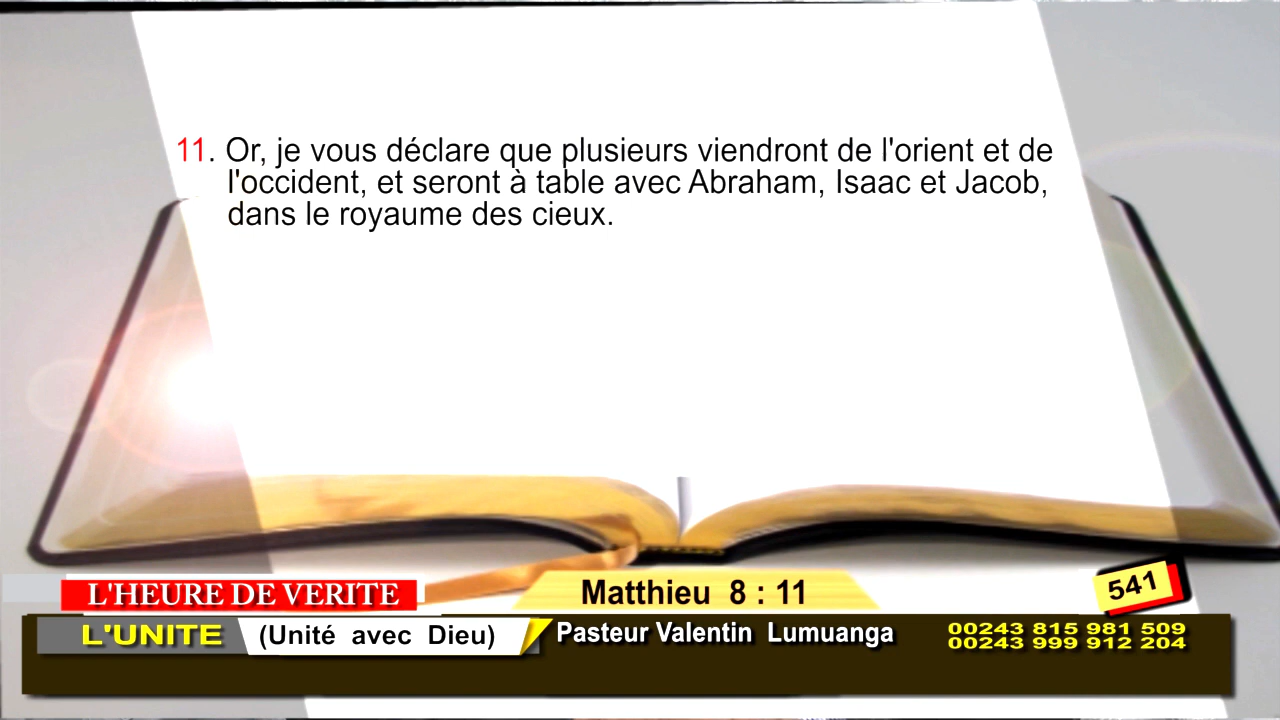 11. Or, je vous déclare que plusieurs viendront de l'orient et de
l'occident, et seront à table avec Abraham, Isaac et Jacob,
dans le royaume des cieux.
L'HEURE DE VERITE
Matthieu 8 : 11
541
L'UNITE
(Unité avec Dieu)
Pasteur Valentin Lumuanga
00243 815 981 509
00243 999 912 204